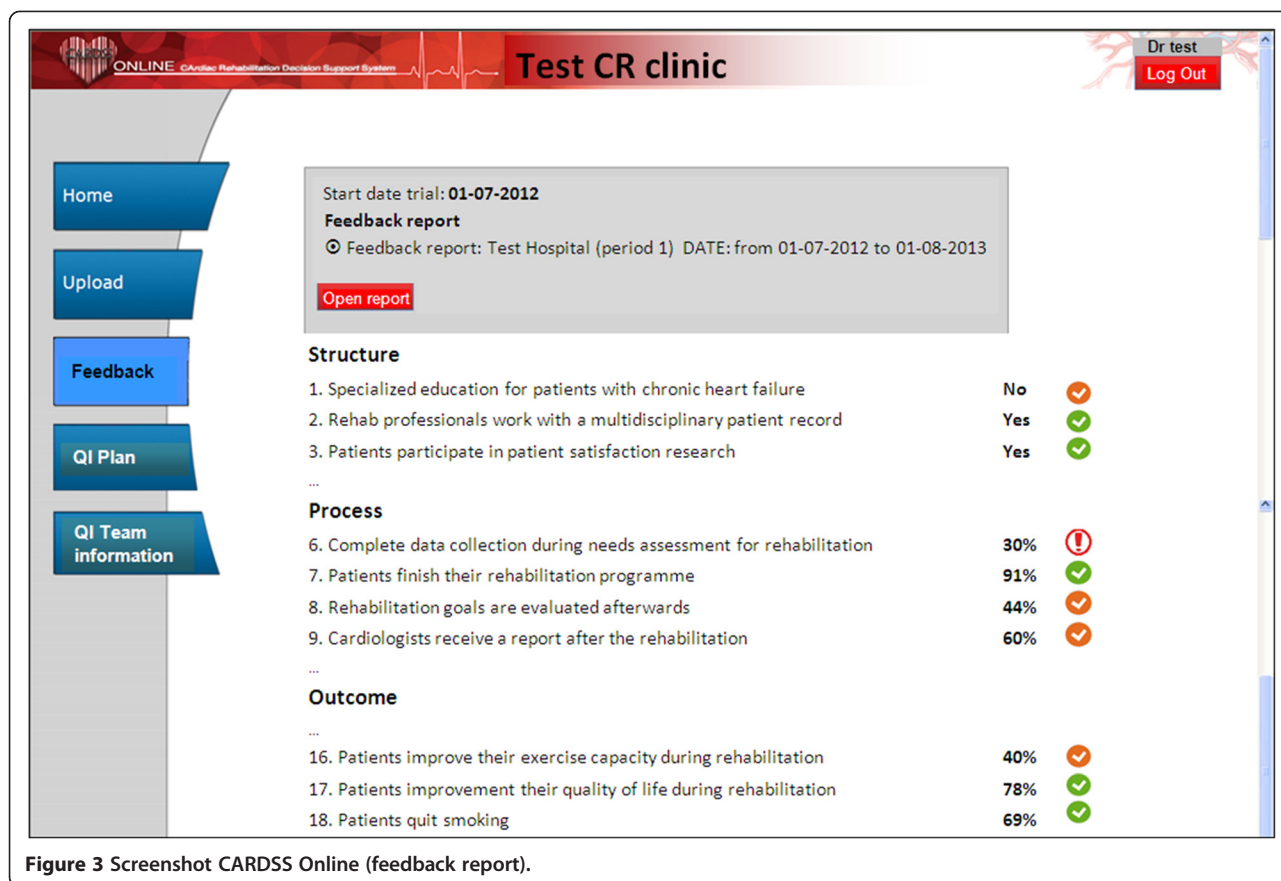 CARDSS
ONLINE CArdiac Rehabilitation Decision Support System
Test CR clinic
Dr test
Log Out
Home
Upload
Feedback
QI Plan
QI Team
information
Start date trial: 01-07-2012
Feedback report
Feedback report: Test Hospital (period 1) DATE: from 01-07-2012 to 01-08-2013
Open report
Structure
1. Specialized education for patients with chronic heart failure No
2. Rehab professionals work with a multidisciplinary patient record Yes
3. Patients participate in patient satisfaction research Yes
...
Process
6. Complete data collection during needs assessment for rehabilitation 30%
7. Patients finish their rehabilitation programme 91%
8. Rehabilitation goals are evaluated afterwards 44%
9. Cardiologists receive a report after the rehabilitation 60%
...
Outcome
...
16. Patients improve their exercise capacity during rehabilitation 40%
17. Patients improvement their quality of life during rehabilitation 78%
18. Patients quit smoking 69%
Figure 3 Screenshot CARDSS Online (feedback report).